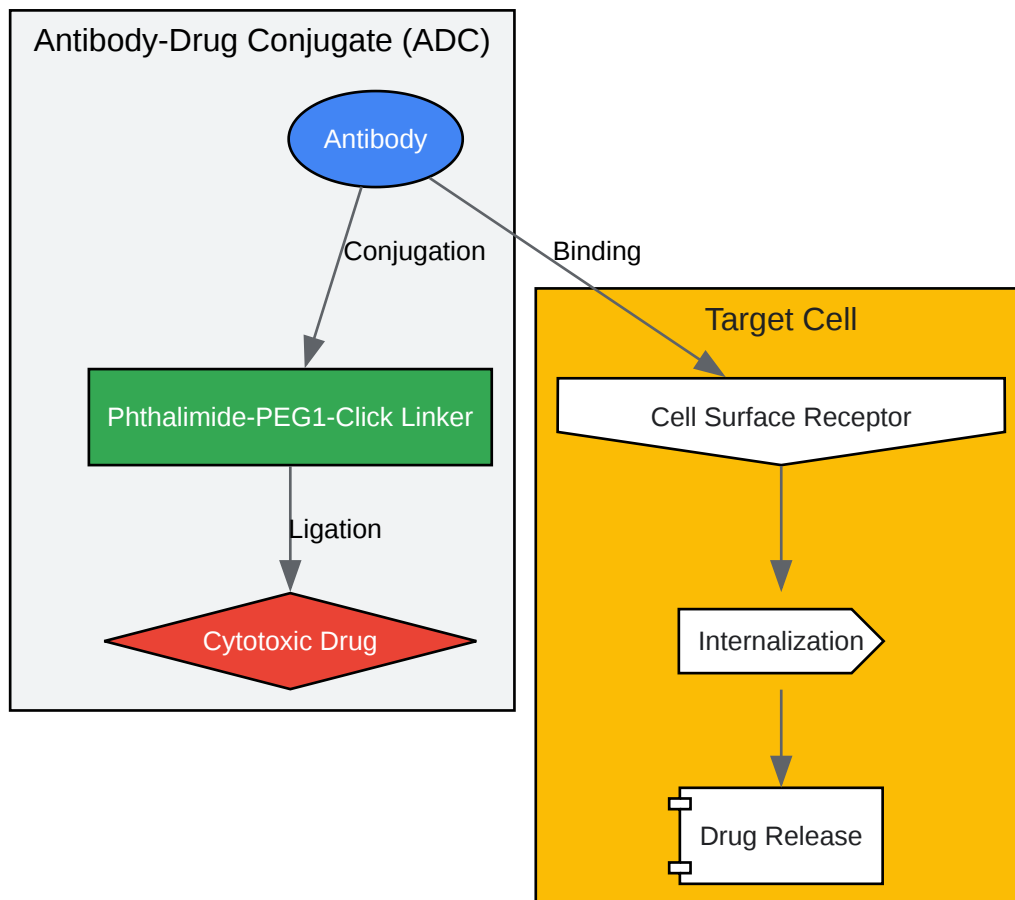 Antibody-Drug Conjugate (ADC)
Antibody
Conjugation
Binding
Target Cell
Phthalimide-PEG1-Click Linker
Cell Surface Receptor
Ligation
Cytotoxic Drug
Internalization
Drug Release